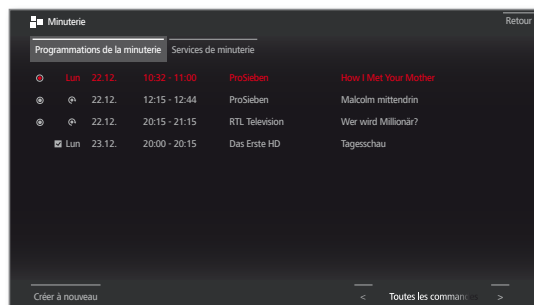 Minuterie Retour
Programmations de la minuterie Services de minuterie
Lun 22.12. 10:32 - 11:00 ProSieben How I Met Your Mother
22.12. 12:15 - 12:44 ProSieben Malcolm mittendrin
22.12. 20:15 - 21:15 RTL Television Wer wird Millionär?
Lun 23.12. 20:00 - 20:15 Das Erste HD Tagesschau
Créer à nouveau < Toutes les comman >